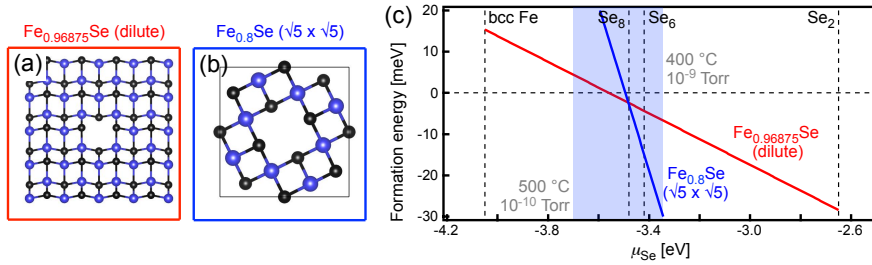 Fe0.96875Se (dilute)
Fe0.8Se (√5 x √5)
(a)
(b)
(c)
Formation energy [meV]
20
10
0
-10
-20
-30
-4.2
-3.8
-3.4
-3.0
-2.6
μSe [eV]
bcc Fe
Se8
Se6
Se2
400 °C
10-9 Torr
500 °C
10-10 Torr
Fe0.96875Se
(dilute)
Fe0.8Se
(√5 x √5)